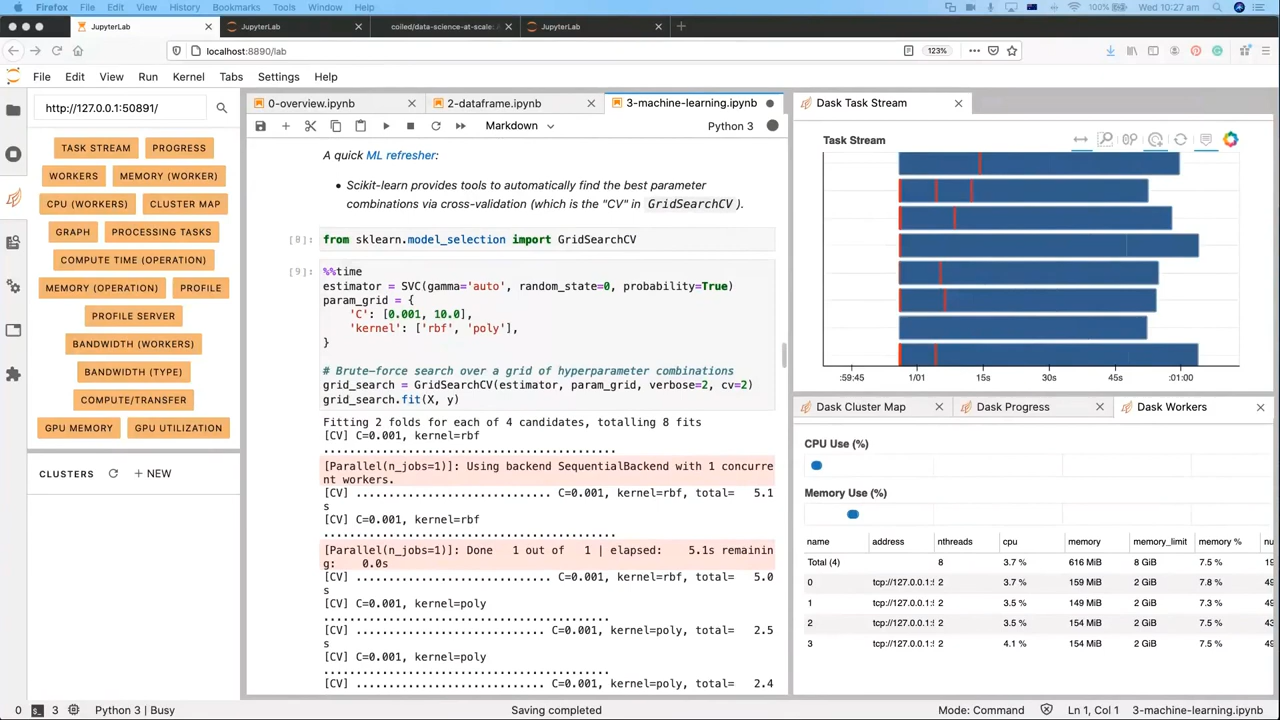 Firefox File Edit View History Bookmarks Tools Window Help 100% Wed 10:27 am
JupyterLab JupyterLab coiled/data-science-at-scale: JupyterLab
localhost:8890/lab 123%
File Edit View Run Kernel Tabs Settings Help
http://127.0.0.1:50891/
TASK STREAM PROGRESS
WORKERS MEMORY (WORKER)
CPU (WORKERS) CLUSTER MAP
GRAPH PROCESSING TASKS
COMPUTE TIME (OPERATION)
MEMORY (OPERATION) PROFILE
PROFILE SERVER
BANDWIDTH (WORKERS)
BANDWIDTH (TYPE)
COMPUTE/TRANSFER
GPU MEMORY GPU UTILIZATION
CLUSTERS + NEW
0-overview.ipynb 2-dataframe.ipynb 3-machine-learning.ipynb
Markdown Python 3
A quick ML refresher:
• Scikit-learn provides tools to automatically find the best parameter
combinations via cross-validation (which is the "CV" in GridSearchCV ).
[8]: from sklearn.model_selection import GridSearchCV
[9]: %%time
estimator = SVC(gamma='auto', random_state=0, probability=True)
param_grid = {
'C': [0.001, 10.0],
'kernel': ['rbf', 'poly'],
}
# Brute-force search over a grid of hyperparameter combinations
grid_search = GridSearchCV(estimator, param_grid, verbose=2, cv=2)
grid_search.fit(X, y)
Fitting 2 folds for each of 4 candidates, totalling 8 fits
[CV] C=0.001, kernel=rbf
............................................
[Parallel(n_jobs=1)]: Using backend SequentialBackend with 1 concurre
nt workers.
[CV] ............................. C=0.001, kernel=rbf, total= 5.1
s
[CV] C=0.001, kernel=rbf
............................................
[Parallel(n_jobs=1)]: Done 1 out of 1 | elapsed: 5.1s remainin
g: 0.0s
[CV] ............................. C=0.001, kernel=rbf, total= 5.0
s
[CV] C=0.001, kernel=poly
...........................................
[CV] ............................ C=0.001, kernel=poly, total= 2.5
s
[CV] C=0.001, kernel=poly
...........................................
[CV] ............................ C=0.001, kernel=poly, total= 2.4
Dask Task Stream
Task Stream
:59:45 1/01 15s 30s 45s :01:00
Dask Cluster Map Dask Progress Dask Workers
CPU Use (%)
Memory Use (%)
name address nthreads cpu memory memory_limit memory % nu
Total (4) 8 3.7 % 616 MiB 8 GiB 7.5 % 19
0 tcp://127.0.0.1: 2 3.7 % 159 MiB 2 GiB 7.8 % 49
1 tcp://127.0.0.1: 2 3.5 % 149 MiB 2 GiB 7.3 % 49
2 tcp://127.0.0.1: 2 3.5 % 154 MiB 2 GiB 7.5 % 43
3 tcp://127.0.0.1: 2 4.1 % 154 MiB 2 GiB 7.5 % 49
0 3 Python 3 | Busy Saving completed Mode: Command Ln 1, Col 1 3-machine-learning.ipynb